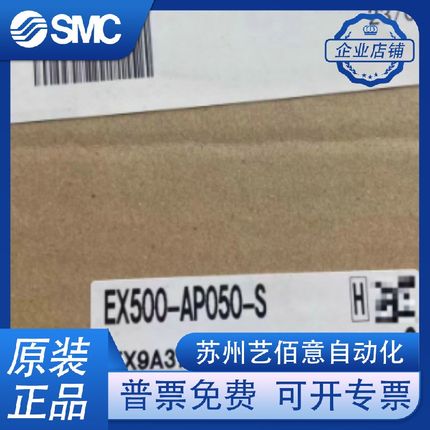 SMC
企业店铺
EX500-AP050-S
H
原装
正品
苏州艺佰意自动化
普票免费 可开专票